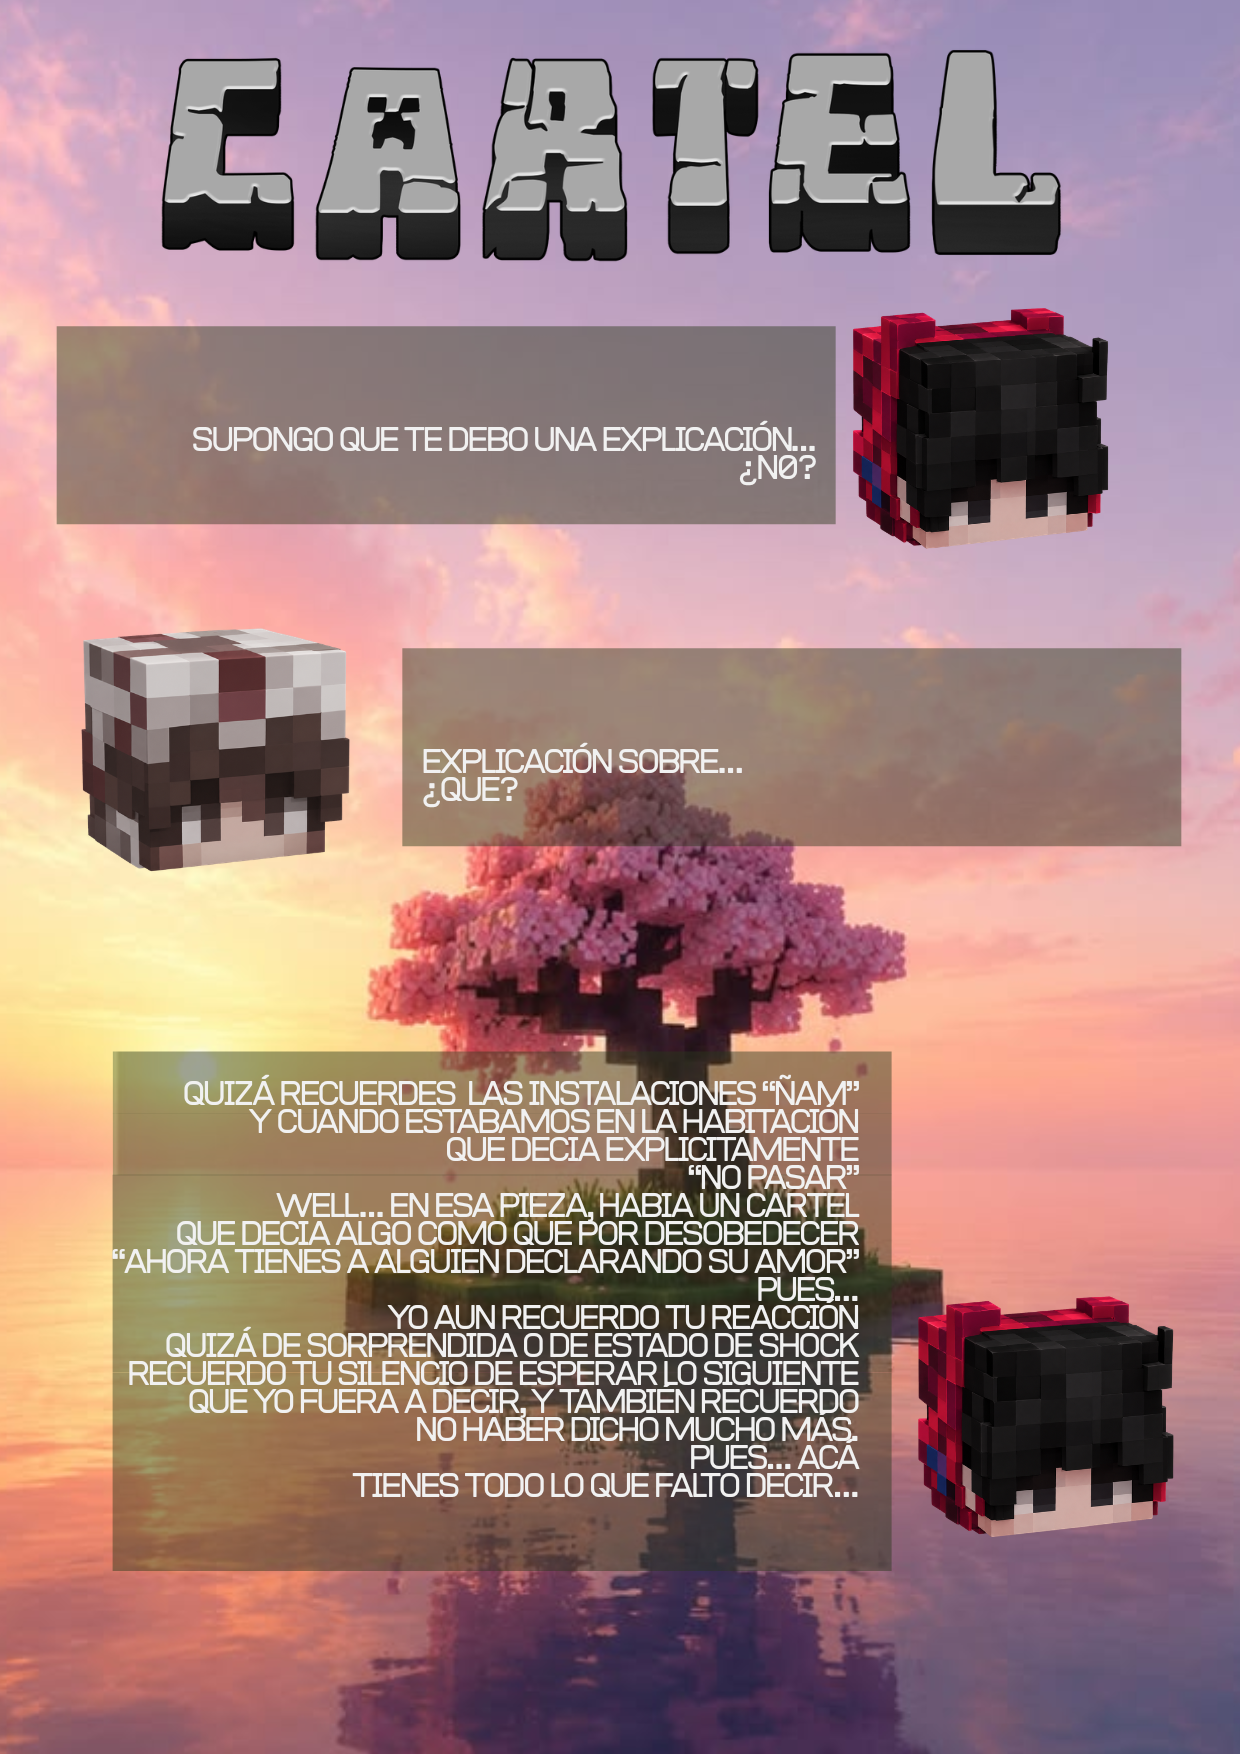 CARTEL
SUPONGO QUE TE DEBO UNA EXPLICACIÓN...
¿NO?
EXPLICACIÓN SOBRE...
¿QUE?
QUIZÁ RECUERDES LAS INSTALACIONES “ÑAM”
Y CUANDO ESTABAMOS EN LA HABITACIÓN
QUE DECIA EXPLICITAMENTE
“NO PASAR”
WELL... EN ESA PIEZA, HABIA UN CARTEL
QUE DECIA ALGO COMO QUE POR DESOBEDECER
“AHORA TIENES A ALGUIEN DECLARANDO SU AMOR”
PUES...
YO AUN RECUERDO TU REACCIÓN
QUIZÁ DE SORPRENDIDA O DE ESTADO DE SHOCK
RECUERDO TU SILENCIO DE ESPERAR LO SIGUIENTE
QUE YO FUERA A DECIR, Y TAMBIÉN RECUERDO
NO HABER DICHO MUCHO MÁS.
PUES... ACÁ
TIENES TODO LO QUE FALTO DECIR...